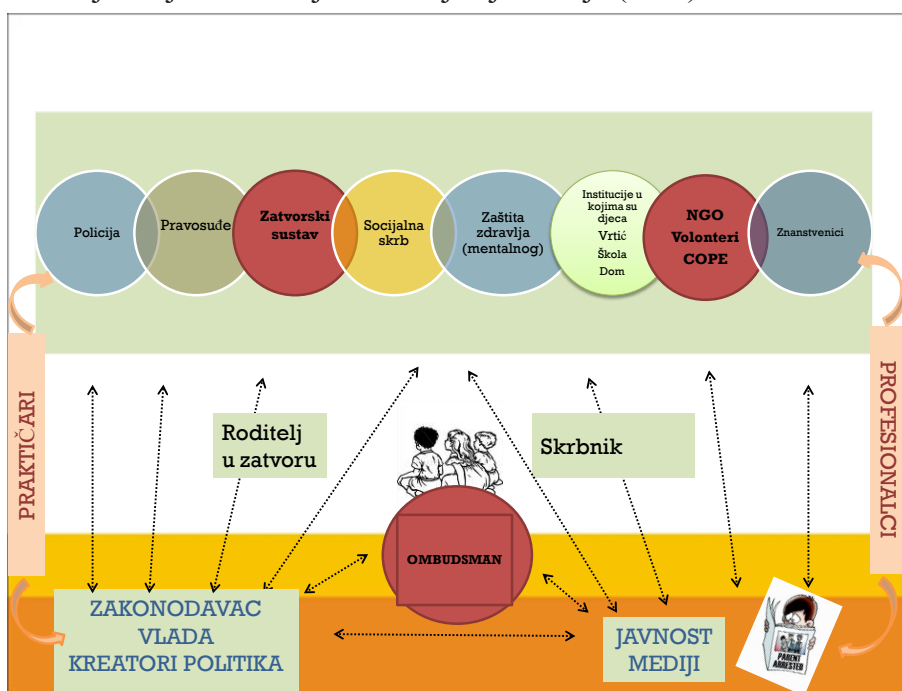 Policija
Pravosuđe
Zatvorski
sustav
Socijalna
skrb
Zaštita
zdravlja
(mentalnog)
Institucije u
kojima su
djeca
Vrtić
Škola
Dom
NGO
Volonteri
COPE
Znanstvenici
PRAKTIČARI
PROFESIONALCI
Roditelj
u zatvoru
Skrbnik
OMBUDSMAN
ZAKONODAVAC
VLADA
KREATORI POLITIKA
JAVNOST
MEDIJI
PARENT
ARRESTED